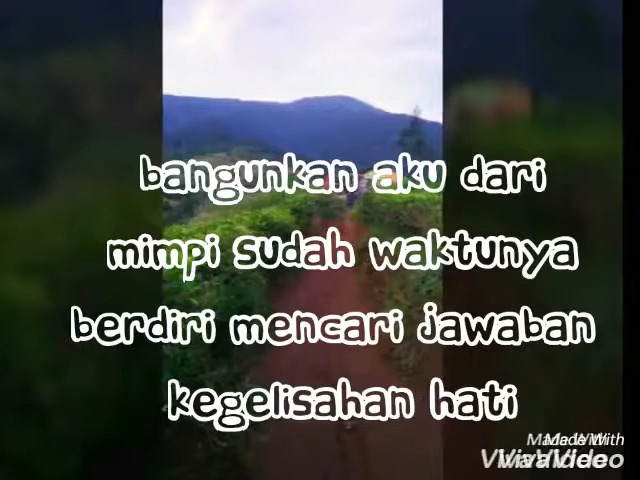 bangunkan aku dari
mimpi sudah waktunya
berdiri mencari jawaban
kegelisahan hati
Made With
VivaVideo